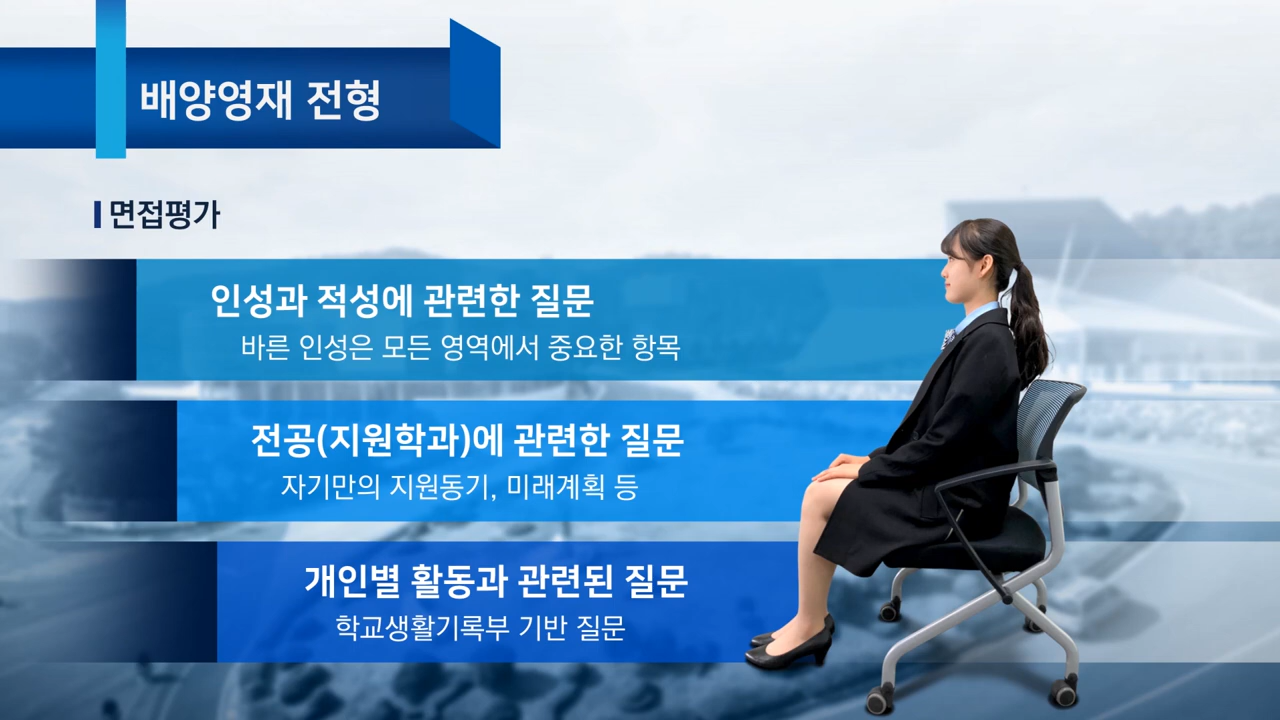 배양영재 전형
면접평가
인성과 적성에 관련한 질문
바른 인성은 모든 영역에서 중요한 항목
전공(지원학과)에 관련한 질문
자기만의 지원동기, 미래계획 등
개인별 활동과 관련된 질문
학교생활기록부 기반 질문